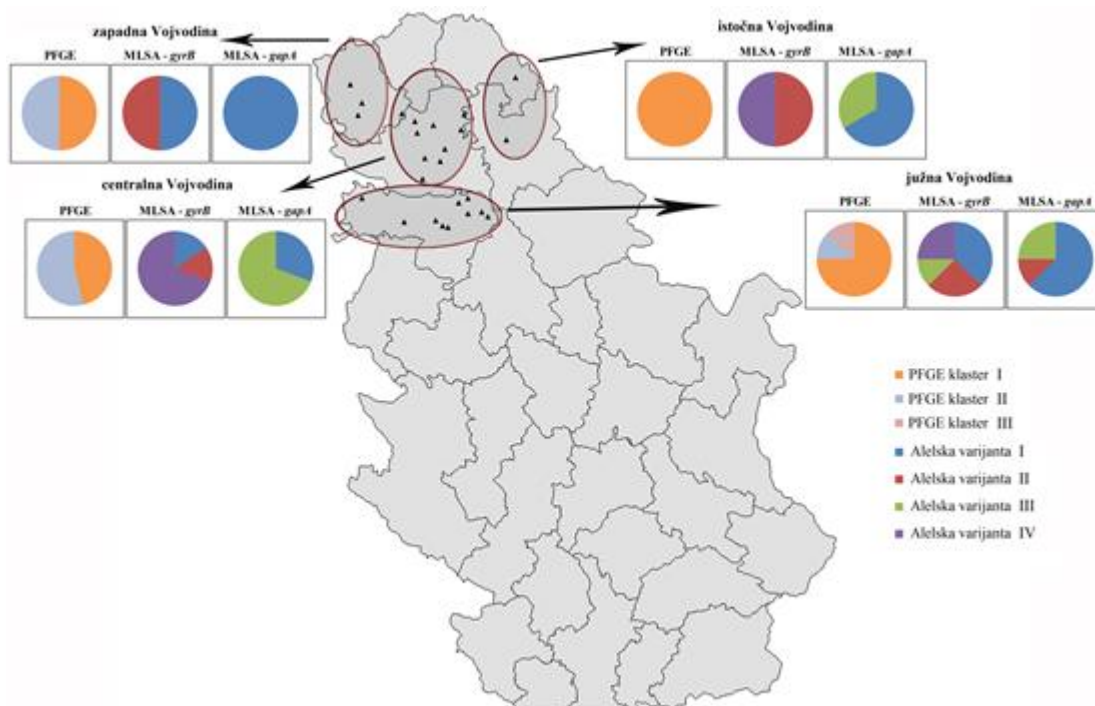 zapadna Vojvodina
PFGE
MLSA - gyrB
MLSA - gapA
istočna Vojvodina
PFGE
MLSA - gyrB
MLSA - gapA
centralna Vojvodina
PFGE
MLSA - gyrB
MLSA - gapA
južna Vojvodina
PFGE
MLSA - gyrB
MLSA - gapA
PFGE klaster I
PFGE klaster II
PFGE klaster III
Alelska varijanta I
Alelska varijanta II
Alelska varijanta III
Alelska varijanta IV